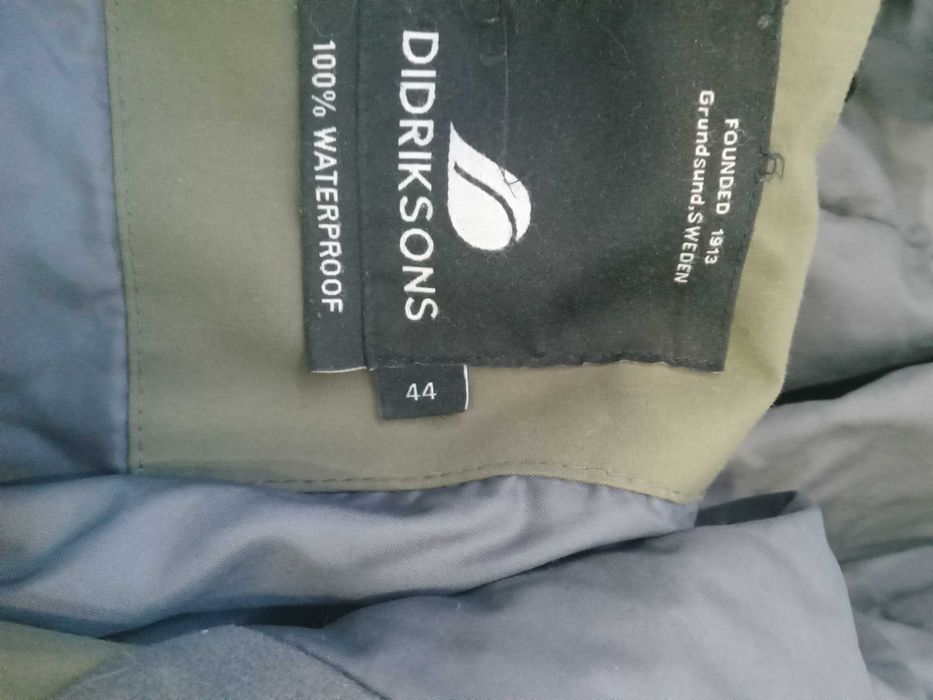 FOUNDED 1913
Grundsund, SWEDEN
DIDRIKSONS
100% WATERPROOF
44